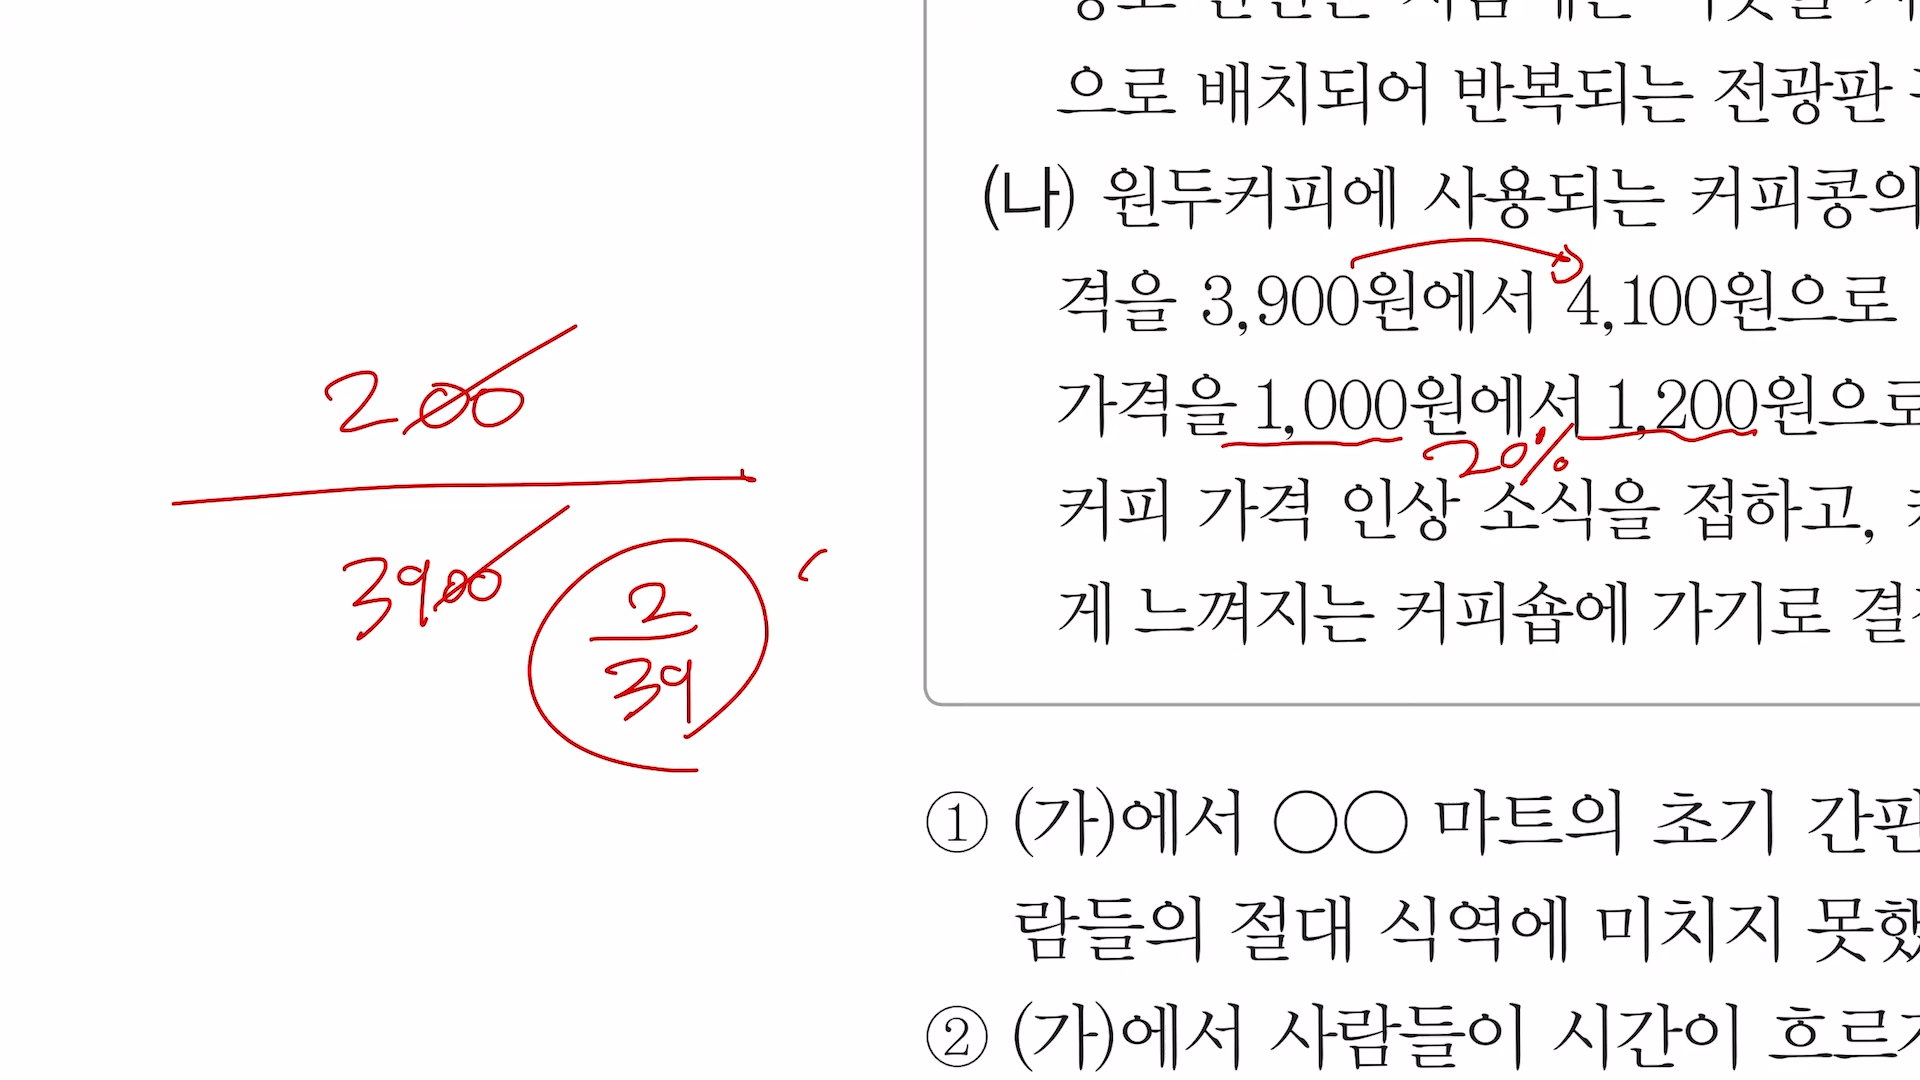 으로 배치되어 반복되는 전광판
(나) 원두커피에 사용되는 커피콩의
격을 3,900원에서 4,100원으로
가격을 1,000원에서 1,200원으로
20%
커피 가격 인상 소식을 접하고,
게 느껴지는 커피숍에 가기로
200
3900
2
39
① (가)에서 ○○ 마트의 초기 간판
람들의 절대 식역에 미치지 못했
② (가)에서 사람들이 시간이 흐르